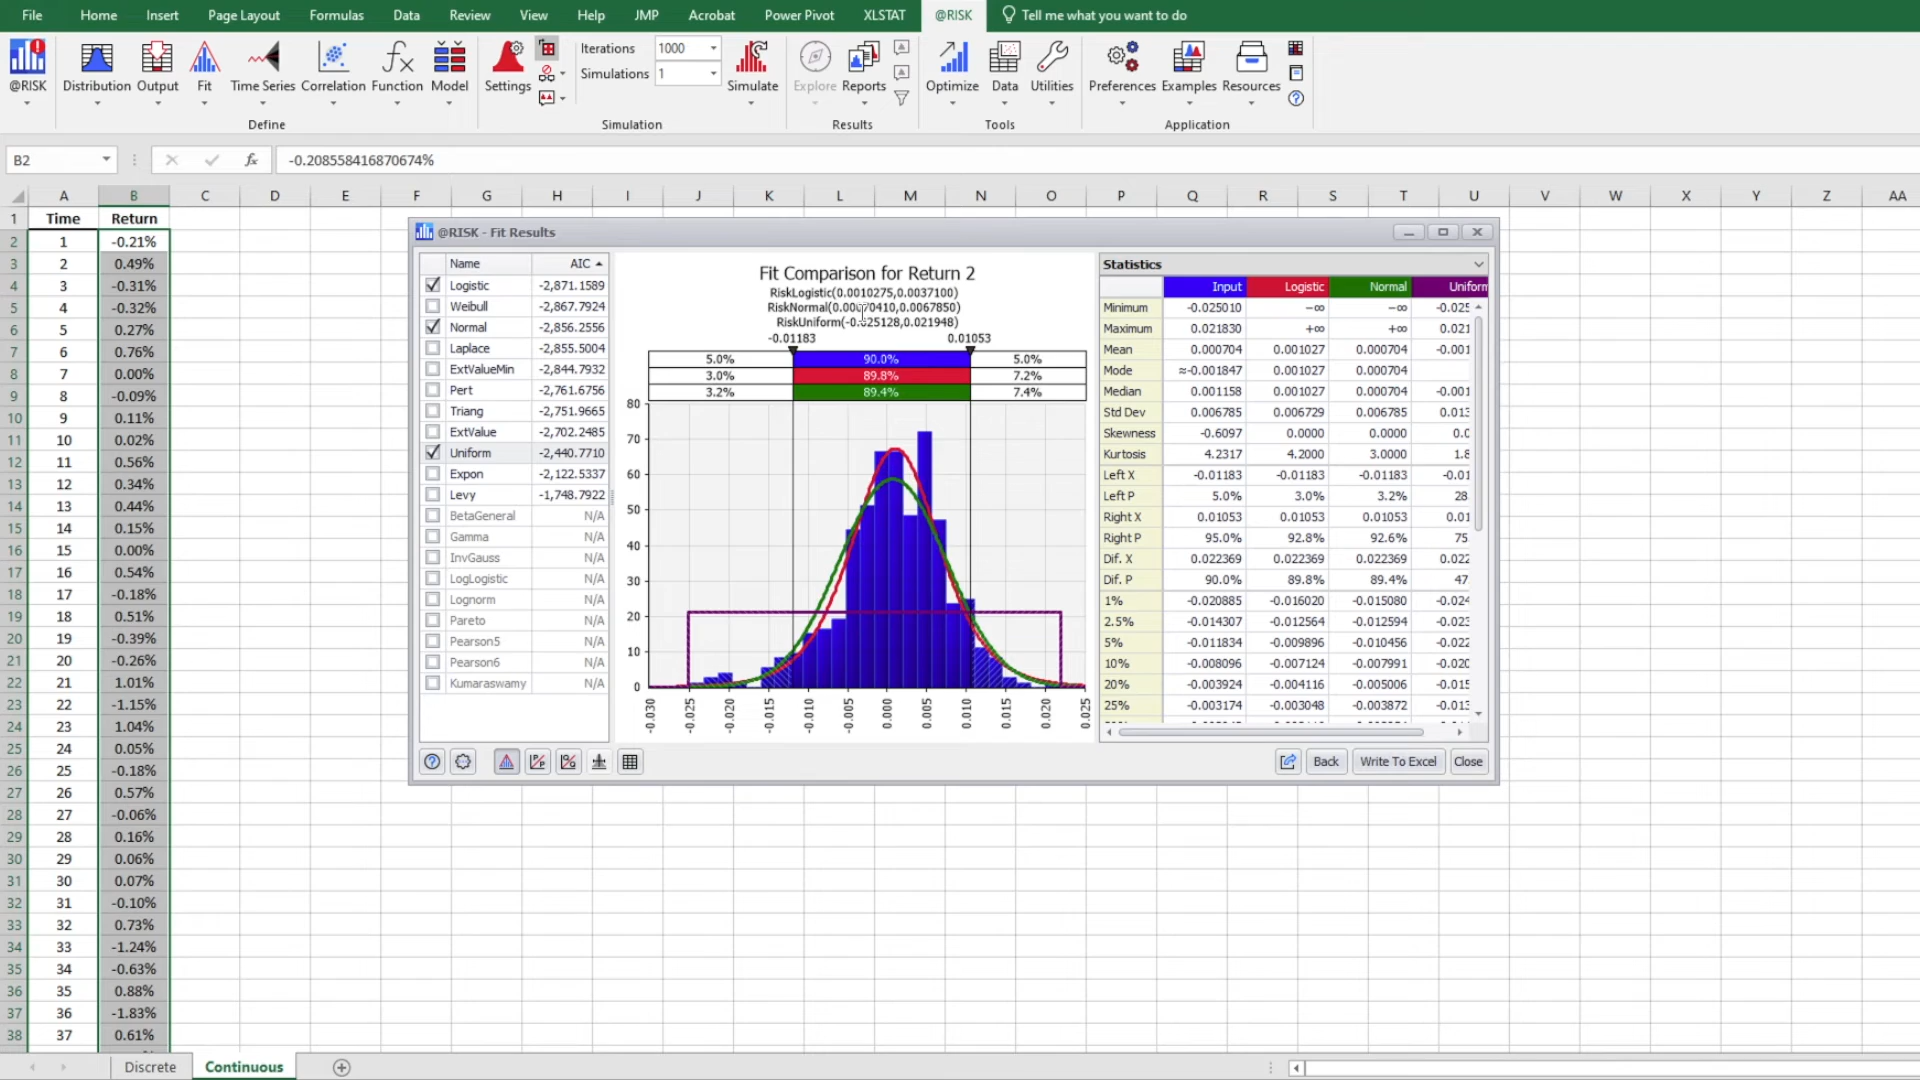 File Home Insert Page Layout Formulas Data Review View Help JMP Acrobat Power Pivot XLSTAT @RISK Tell me what you want to do
@RISK Distribution Output Fit Time Series Correlation Function Model Settings Iterations 1000 Simulations 1 Simulate Explore Reports Optimize Data Utilities Preferences Examples Resources
Define Simulation Results Tools Application
B2 fx -0.208558416870674%
A B C D E F G H I J K L M N O P Q R S T U V W X Y Z AA
1 Time Return
2 1 -0.21%
3 2 0.49%
4 3 -0.31%
5 4 -0.32%
6 5 0.27%
7 6 0.76%
8 7 0.00%
9 8 -0.09%
10 9 0.11%
11 10 0.02%
12 11 0.56%
13 12 0.34%
14 13 0.44%
15 14 0.15%
16 15 0.00%
17 16 0.54%
18 17 -0.18%
19 18 0.51%
20 19 -0.39%
21 20 -0.26%
22 21 1.01%
23 22 -1.15%
24 23 1.04%
25 24 0.05%
26 25 -0.18%
27 26 0.57%
28 27 -0.06%
29 28 0.16%
30 29 0.06%
31 30 0.07%
32 31 -0.10%
33 32 0.73%
34 33 -1.24%
35 34 -0.63%
36 35 0.88%
37 36 -1.83%
38 37 0.61%
@RISK - Fit Results
Name AIC
Logistic -2,871.1589
Weibull -2,867.7924
Normal -2,856.2556
Laplace -2,855.5004
ExtValueMin -2,844.7932
Pert -2,761.6756
Triang -2,751.9665
ExtValue -2,702.2485
Uniform -2,440.7710
Expon -2,122.5337
Levy -1,748.7922
BetaGeneral N/A
Gamma N/A
InvGauss N/A
LogLogistic N/A
Lognorm N/A
Pareto N/A
Pearson5 N/A
Pearson6 N/A
Kumaraswamy N/A
Fit Comparison for Return 2
RiskLogistic(0.0010275,0.0037100)
RiskNormal(0.00070410,0.0067850)
RiskUniform(-0.025128,0.021948)
-0.01183 0.01053
5.0% 90.0% 5.0%
3.0% 89.8% 7.2%
3.2% 89.4% 7.4%
80
70
60
50
40
30
20
10
0
-0.030 -0.025 -0.020 -0.015 -0.010 -0.005 0.000 0.005 0.010 0.015 0.020 0.025
Statistics
Input Logistic Normal Uniform
Minimum -0.025010 -∞ -∞ -0.025
Maximum 0.021830 +∞ +∞ 0.021
Mean 0.000704 0.001027 0.000704 -0.001
Mode ≈-0.001847 0.001027 0.000704
Median 0.001158 0.001027 0.000704 -0.001
Std Dev 0.006785 0.006729 0.006785 0.013
Skewness -0.6097 0.0000 0.0000 0.0
Kurtosis 4.2317 4.2000 3.0000 1.8
Left X -0.01183 -0.01183 -0.01183 -0.01
Left P 5.0% 3.0% 3.2% 28
Right X 0.01053 0.01053 0.01053 0.01
Right P 95.0% 92.8% 92.6% 75
Dif. X 0.022369 0.022369 0.022369 0.022
Dif. P 90.0% 89.8% 89.4% 47
1% -0.020885 -0.016020 -0.015080 -0.024
2.5% -0.014307 -0.012564 -0.012594 -0.023
5% -0.011834 -0.009896 -0.010456 -0.022
10% -0.008096 -0.007124 -0.007991 -0.020
20% -0.003924 -0.004116 -0.005006 -0.015
25% -0.003174 -0.003048 -0.003872 -0.013
Back Write To Excel Close
Discrete Continuous